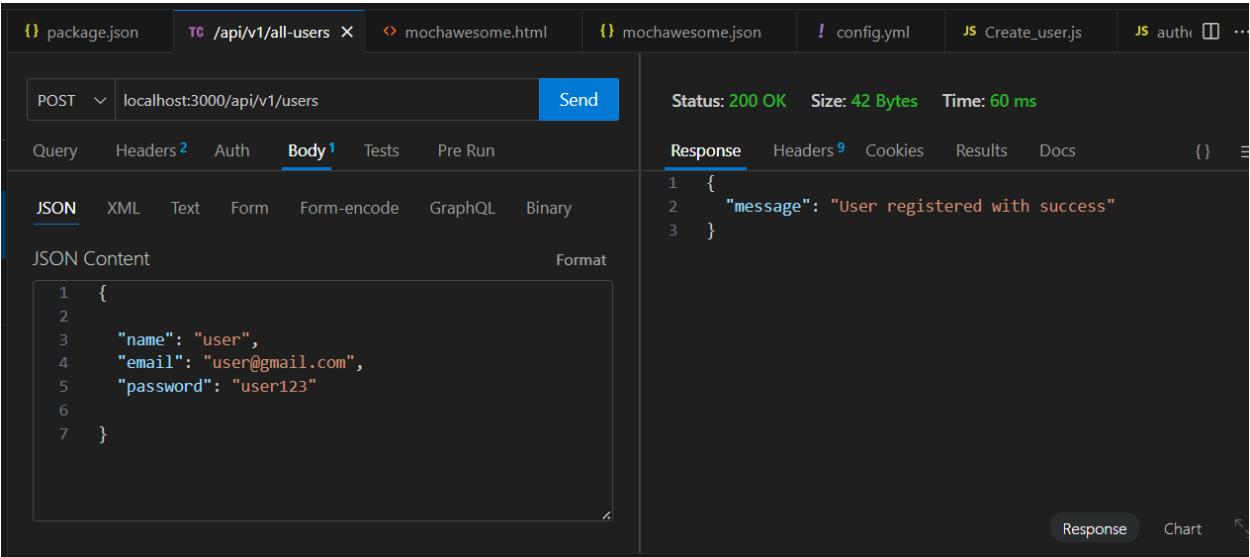 {} package.json TC /api/v1/all-users X <> mochawesome.html {} mochawesome.json ! config.yml JS Create_user.js JS
POST localhost:3000/api/v1/users Send
Status: 200 OK Size: 42 Bytes Time: 60 ms
Query Headers 2 Auth Body 1 Tests Pre Run
Response Headers 9 Cookies Results Docs {}
JSON XML Text Form Form-encode GraphQL Binary
1 {
2 "message": "User registered with success"
3 }
JSON Content Format
1 {
2
3 "name": "user",
4 "email": "user@gmail.com",
5 "password": "user123"
6
7 }
Response Chart